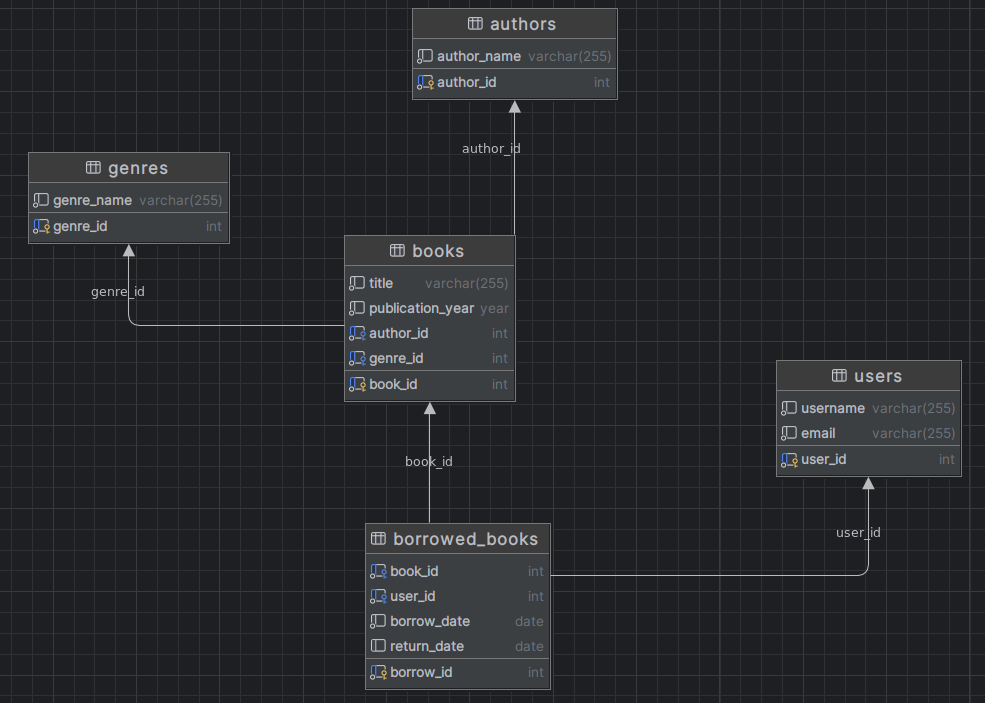 authors
author_name varchar(255)
author_id int
author_id
genres
genre_name varchar(255)
genre_id int
genre_id
books
title varchar(255)
publication_year year
author_id int
genre_id int
book_id int
users
username varchar(255)
email varchar(255)
user_id int
book_id
user_id
borrowed_books
book_id int
user_id int
borrow_date date
return_date date
borrow_id int